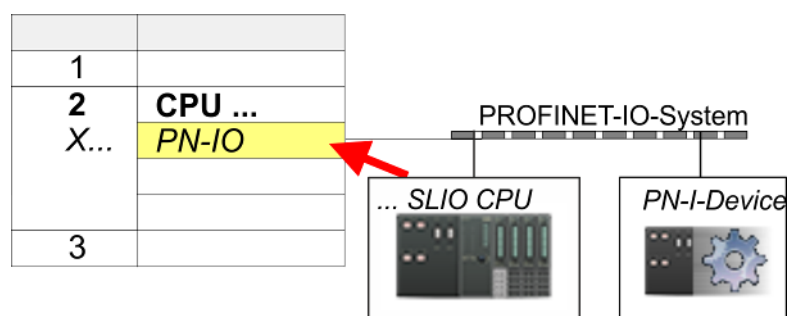 1
2 CPU ...
X... PN-IO
3
PROFINET-IO-System
... SLIO CPU
PN-I-Device